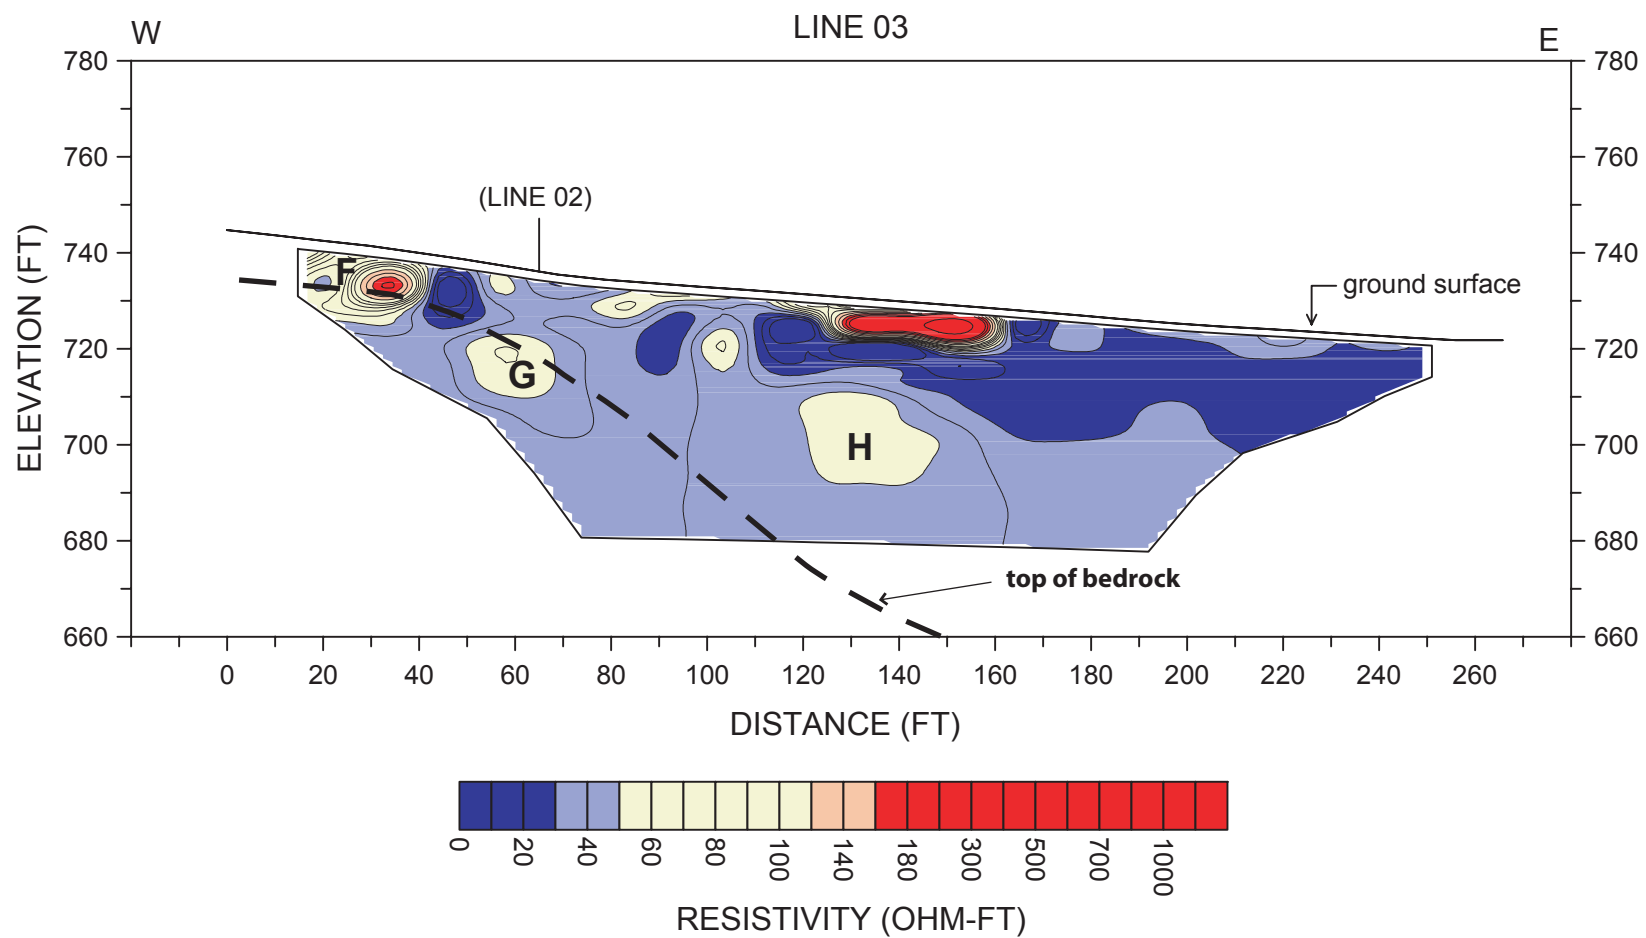 LINE 03
W
E
780
780
760
760
(LINE 02)
740
740
F
ground surface
720
720
G
H
700
700
680
680
top of bedrock
660
660
ELEVATION (FT)
0 20 40 60 80 100 120 140 160 180 200 220 240 260
DISTANCE (FT)
0 20 40 60 80 100 140 180 300 500 700 1000
RESISTIVITY (OHM-FT)